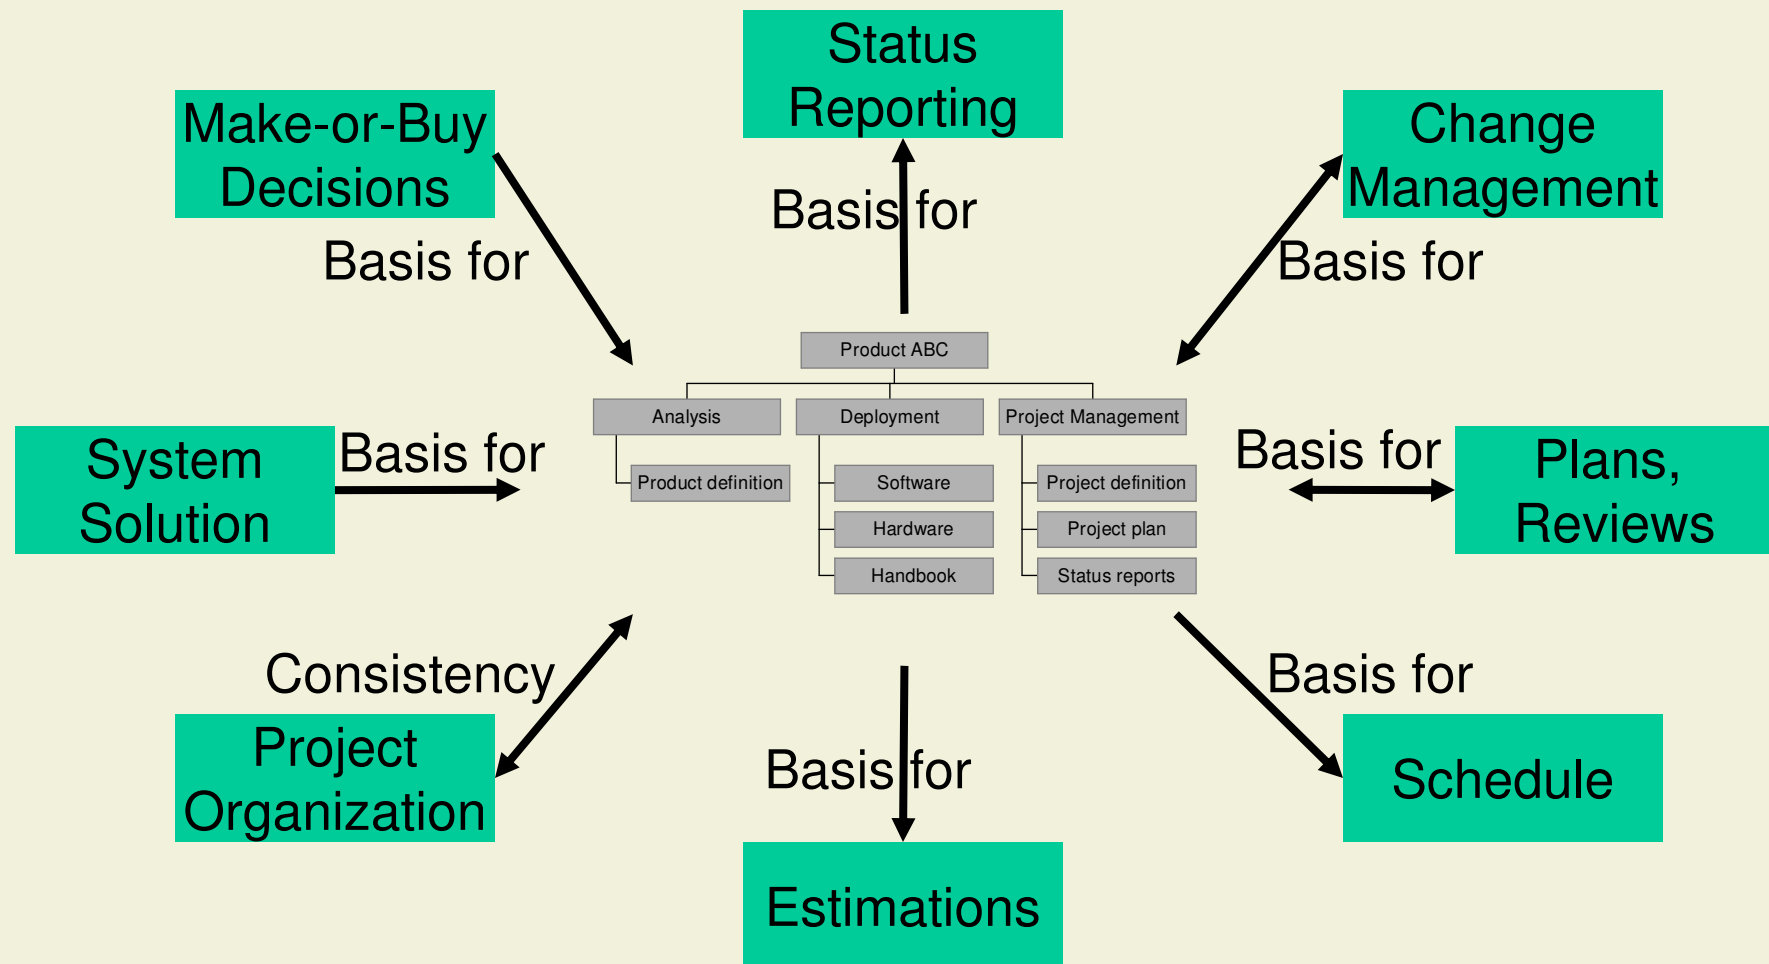 Status
Reporting
Make-or-Buy
Decisions
Change
Management
Basis for
Basis for
Basis for
Product ABC
Analysis
Deployment
Project Management
System
Solution
Basis for
Basis for
Plans,
Reviews
Product definition
Software
Project definition
Hardware
Project plan
Handbook
Status reports
Consistency
Basis for
Project
Organization
Basis for
Schedule
Estimations